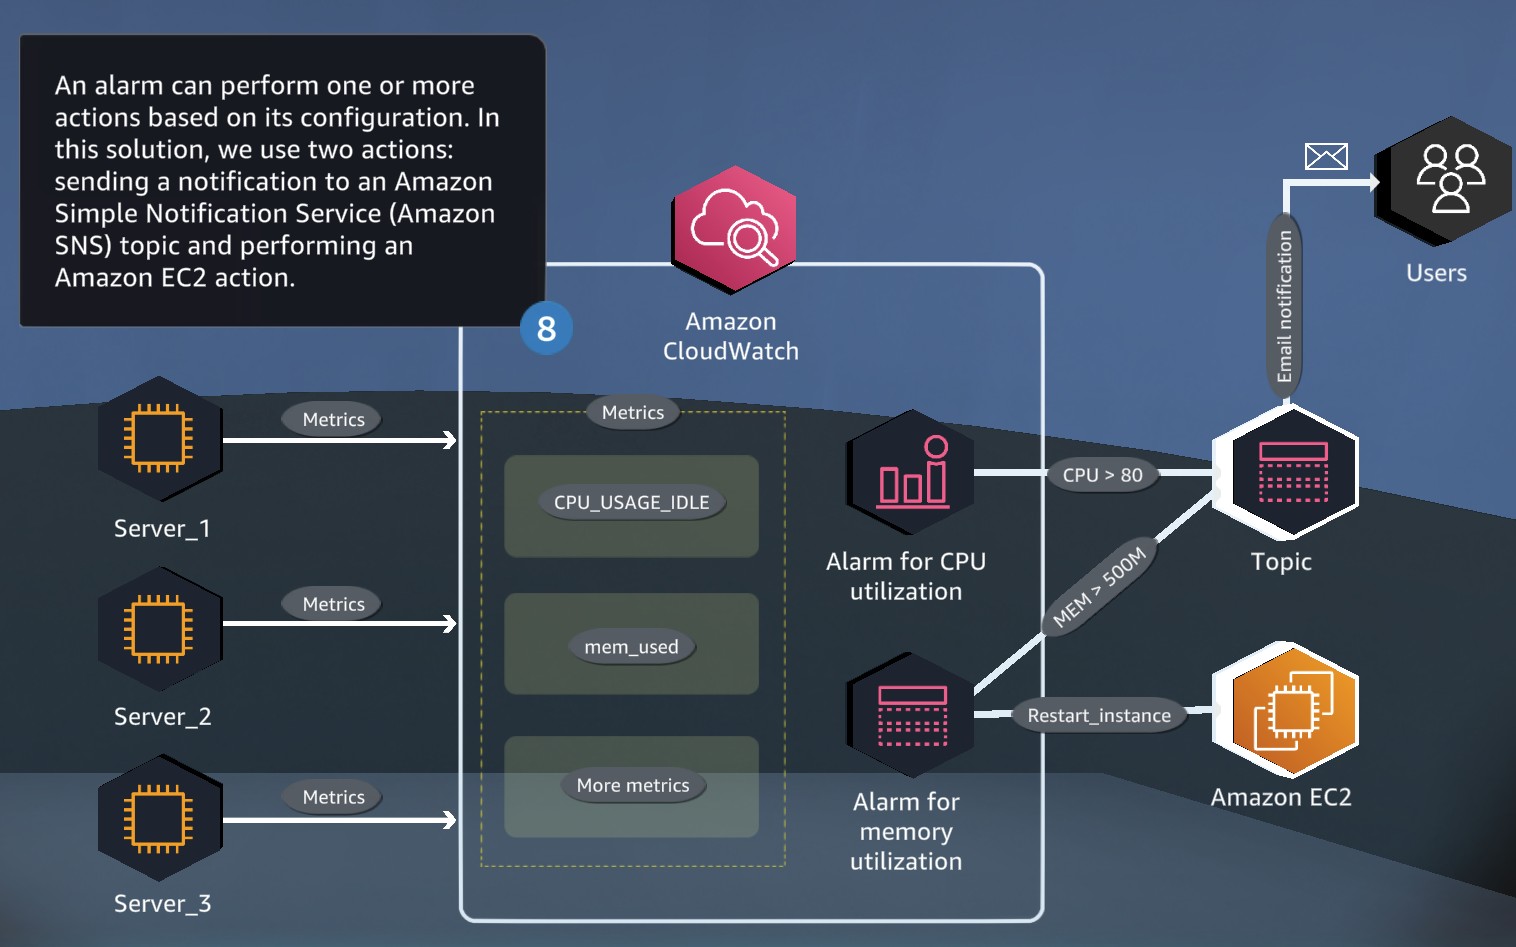 An alarm can perform one or more
actions based on its configuration. In
this solution, we use two actions:
sending a notification to an Amazon
Simple Notification Service (Amazon
SNS) topic and performing an
Amazon EC2 action.
8
Amazon
CloudWatch
Users
Email notification
Metrics
Server_1
Metrics
Server_2
Metrics
Server_3
Metrics
CPU_USAGE_IDLE
mem_used
More metrics
Alarm for CPU
utilization
CPU > 80
Topic
MEM > 500M
Alarm for
memory
utilization
Restart_instance
Amazon EC2